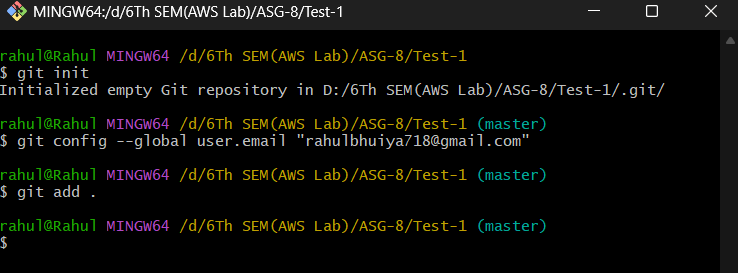 MINGW64:/d/6Th SEM(AWS Lab)/ASG-8/Test-1
rahul@Rahul MINGW64 /d/6Th SEM(AWS Lab)/ASG-8/Test-1
$ git init
Initialized empty Git repository in D:/6Th SEM(AWS Lab)/ASG-8/Test-1/.git/
rahul@Rahul MINGW64 /d/6Th SEM(AWS Lab)/ASG-8/Test-1 (master)
$ git config --global user.email "rahulbhuiya718@gmail.com"
rahul@Rahul MINGW64 /d/6Th SEM(AWS Lab)/ASG-8/Test-1 (master)
$ git add .
rahul@Rahul MINGW64 /d/6Th SEM(AWS Lab)/ASG-8/Test-1 (master)
$